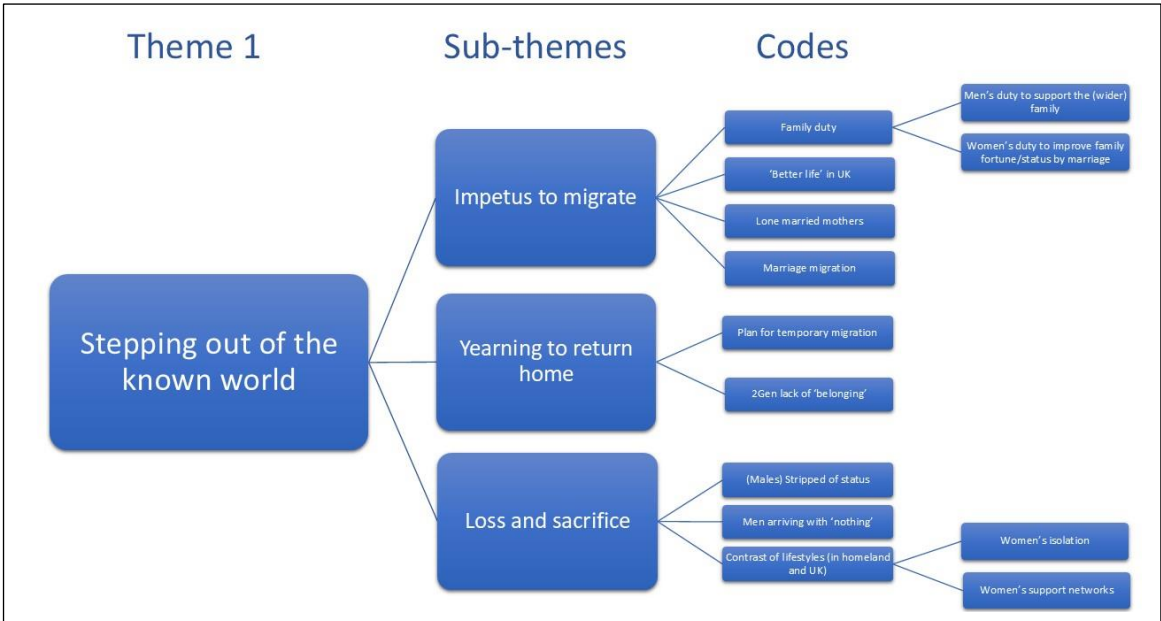 Theme 1
Sub-themes
Codes
Stepping out of the
known world
Impetus to migrate
Family duty
Men's duty to support the (wider)
family
Women's duty to improve family
fortune/status by marriage
'Better life' in UK
Lone married mothers
Marriage migration
Yearning to return
home
Plan for temporary migration
2Gen lack of 'belonging'
Loss and sacrifice
(Males) Stripped of status
Men arriving with 'nothing'
Contrast of lifestyles (in homeland
and UK)
Women's isolation
Women's support networks